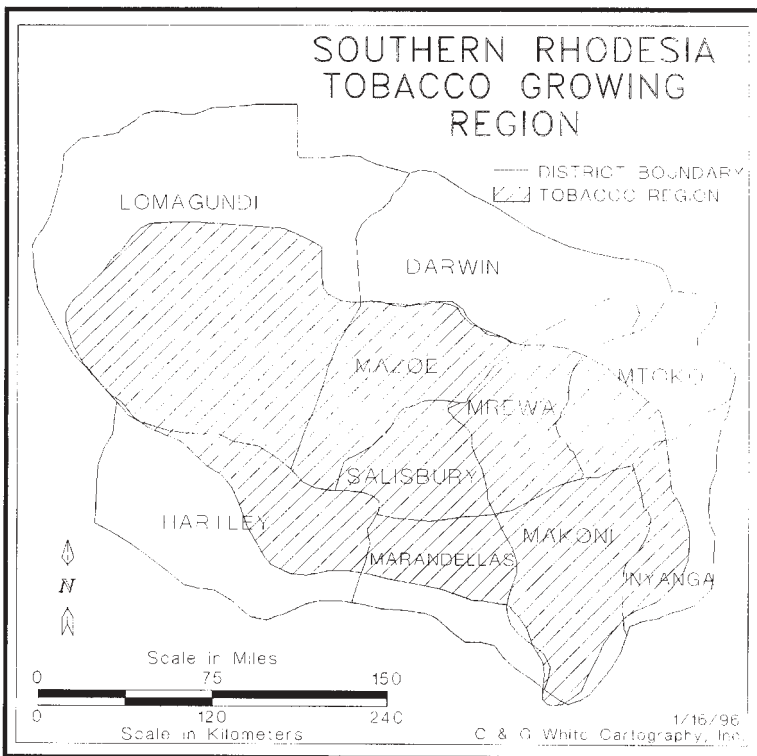 SOUTHERN RHODESIA
TOBACCO GROWING
REGION
DISTRICT BOUNDARY
TOBACCO REGION
LOMAGUNDI
DARWIN
MAZOE
MTOKO
MREWA
SALISBURY
HARTLEY
MAKONI
MARANDELLAS
INYANGA
N
Scale in Miles
0 75 150
0 120 240
Scale in Kilometers
1/16/96
C & G White Cartography, Inc.